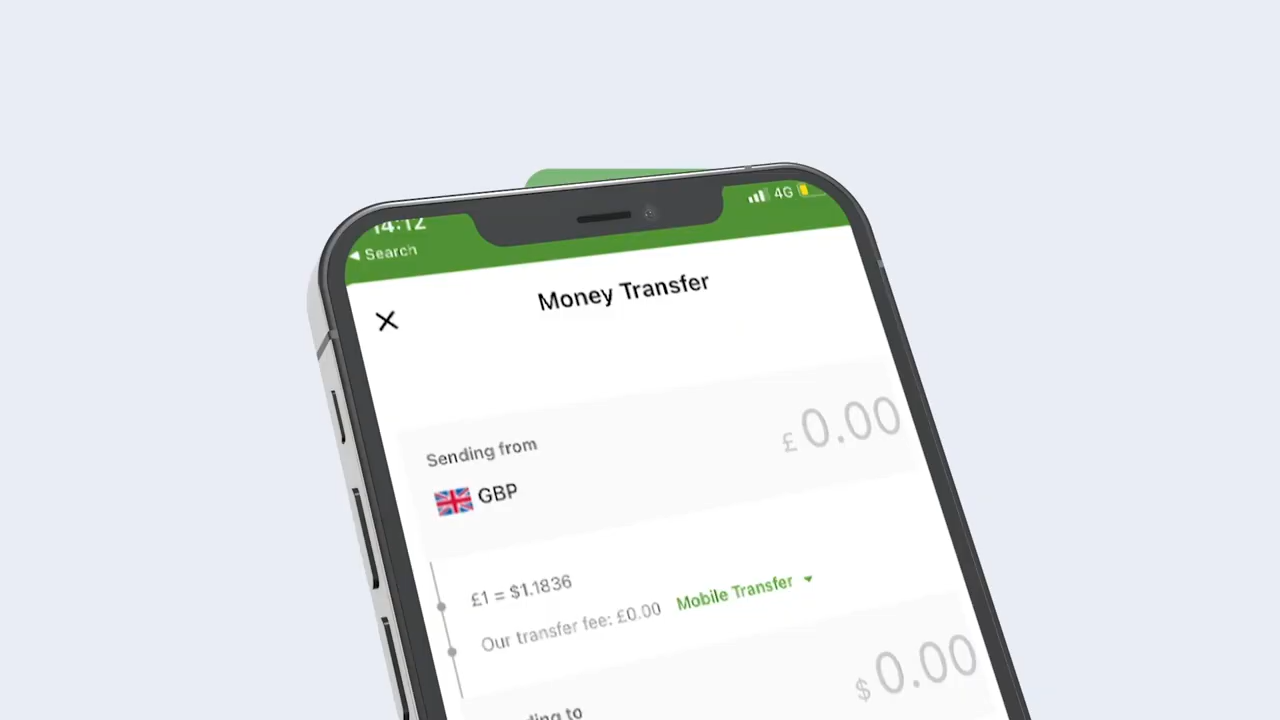 14:12
4G
Search
Money Transfer
Sending from
£ 0.00
GBP
£1 = $1.1836
Our transfer fee: £0.00 Mobile Transfer
$ 0.00
to